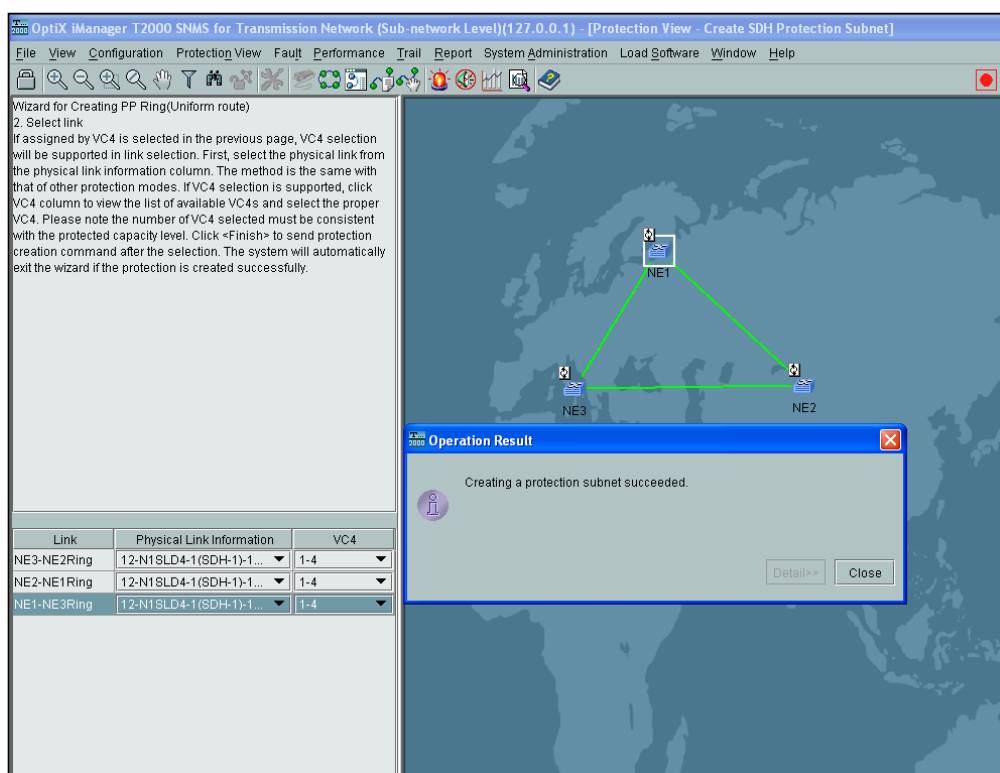 OptiX iManager T2000 SNMS for Transmission Network (Sub-network Level)(127.0.0.1) - [Protection View - Create SDH Protection Subnet]
File View Configuration Protection View Fault Performance Trail Report System Administration Load Software Window Help
Wizard for Creating PP Ring(Uniform route)
2. Select link
If assigned by VC4 is selected in the previous page, VC4 selection
will be supported in link selection. First, select the physical link from
the physical link information column. The method is the same with
that of other protection modes. If VC4 selection is supported, click
VC4 column to view the list of available VC4s and select the proper
VC4. Please note the number of VC4 selected must be consistent
with the protected capacity level. Click <Finish> to send protection
creation command after the selection. The system will automatically
exit the wizard if the protection is created successfully.
NE1
NE3
NE2
Operation Result
Creating a protection subnet succeeded.
Detail>> Close
Link Physical Link Information VC4
NE3-NE2Ring 12-N1SLD4-1(SDH-1)-1... 1-4
NE2-NE1Ring 12-N1SLD4-1(SDH-1)-1... 1-4
NE1-NE3Ring 12-N1SLD4-1(SDH-1)-1... 1-4